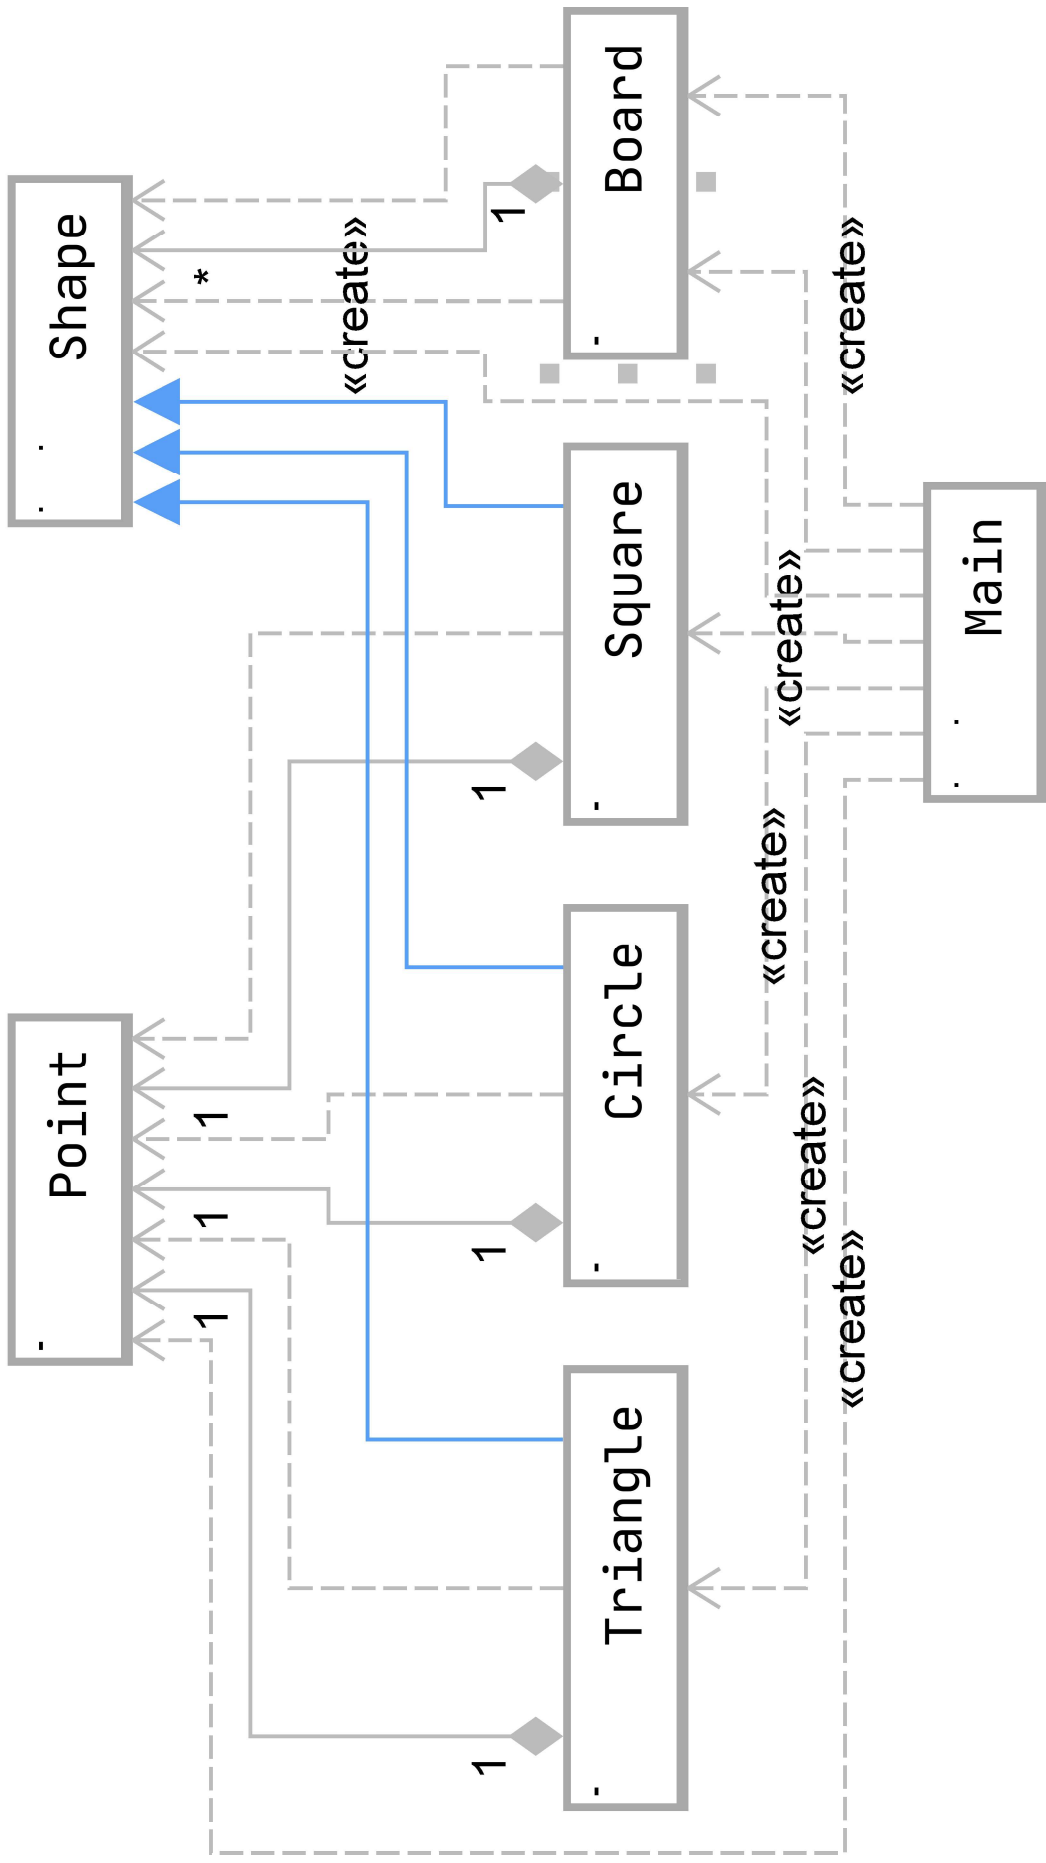 Shape
Point
*
1
1
1
«create»
1
1
1
1
Board
Square
Circle
Triangle
«create»
«create»
«create»
«create»
«create»
Main